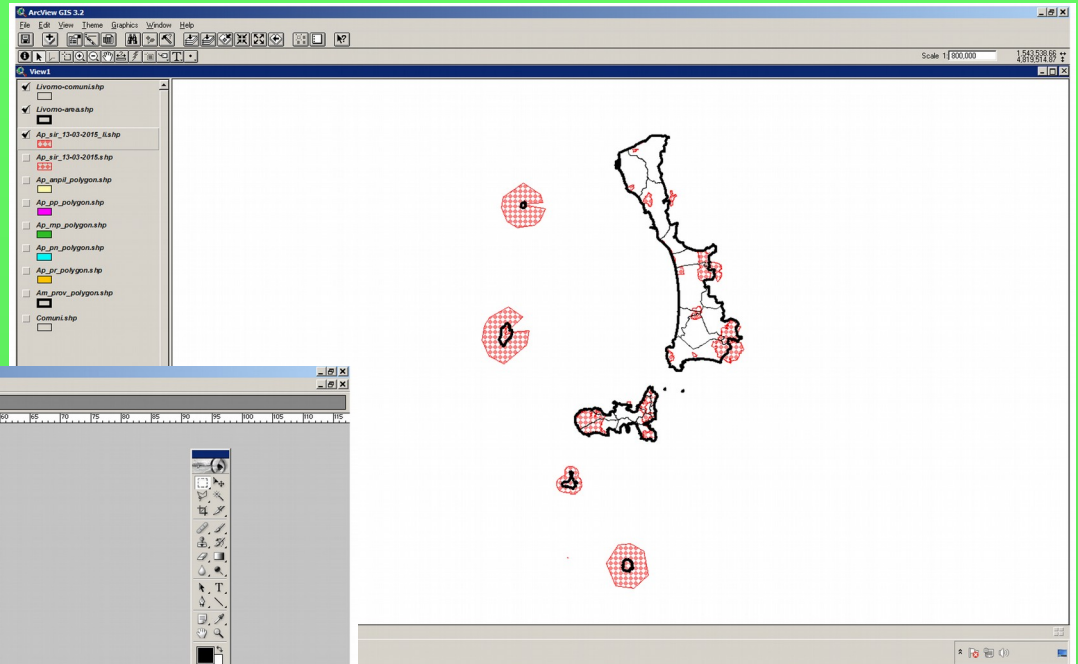 ArcView GIS 3.2
File Edit View Theme Graphics Window Help
Scale 1: 800,000
1,543,538.66
4,819,514.87
View1
Livorno-comuni.shp
Livorno-area.shp
Ap_sir_13-03-2015_li.shp
Ap_sir_13-03-2015.shp
Ap_anpil_polygon.shp
Ap_pp_polygon.shp
Ap_rnp_polygon.shp
Ap_pn_polygon.shp
Ap_pr_polygon.shp
Am_prov_polygon.shp
Comuni.shp
60 65 70 75 80 85 90 95 100 105 110 115